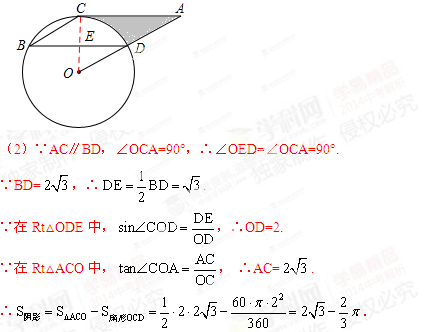 C
A
B
E
D
O
(2)∵AC∥BD,∠OCA=90°,∴∠OED=∠OCA=90°.
∵BD=2√3,∴DE=1/2BD=√3.
∵在Rt△ODE中,sin∠COD=DE/OD,∴OD=2.
∵在Rt△ACO中,tan∠COA=AC/OC,∴AC=2√3.
∴S阴影=S△ACO−S扇形OCD=1/2·2·2√3−60·π·2²/360=2√3−2/3π.